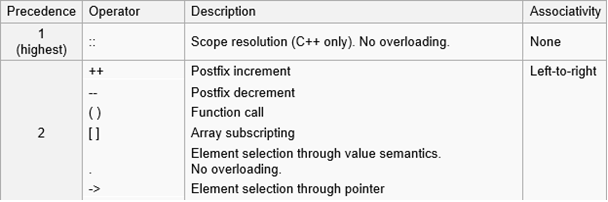 Precedence Operator Description Associativity
1
(highest)
:: Scope resolution (C++ only). No overloading. None
2
++ Postfix increment Left-to-right
-- Postfix decrement
( ) Function call
[ ] Array subscripting
Element selection through value semantics.
. No overloading.
-> Element selection through pointer